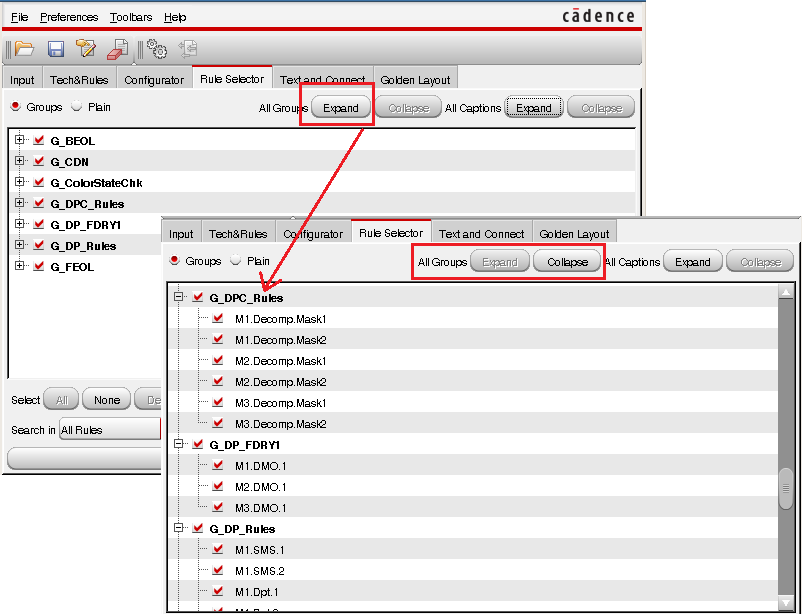 File Preferences Toolbars Help
cādence
Input Tech&Rules Configurator Rule Selector Text and Connect Golden Layout
Groups Plain All Groups Expand Collapse All Captions Expand Collapse
G_BEOL
G_CDN
G_ColorStateChk
G_DPC_Rules
G_DP_FDRY1
G_DP_Rules
G_FEOL
Select All None
Search in All Rules
Input Tech&Rules Configurator Rule Selector Text and Connect Golden Layout
Groups Plain All Groups Expand Collapse All Captions Expand Collapse
G_DPC_Rules
M1.Decomp.Mask1
M1.Decomp.Mask2
M2.Decomp.Mask1
M2.Decomp.Mask2
M3.Decomp.Mask1
M3.Decomp.Mask2
G_DP_FDRY1
M1.DMO.1
M2.DMO.1
M3.DMO.1
G_DP_Rules
M1.SMS.1
M1.SMS.2
M1.Dpt.1